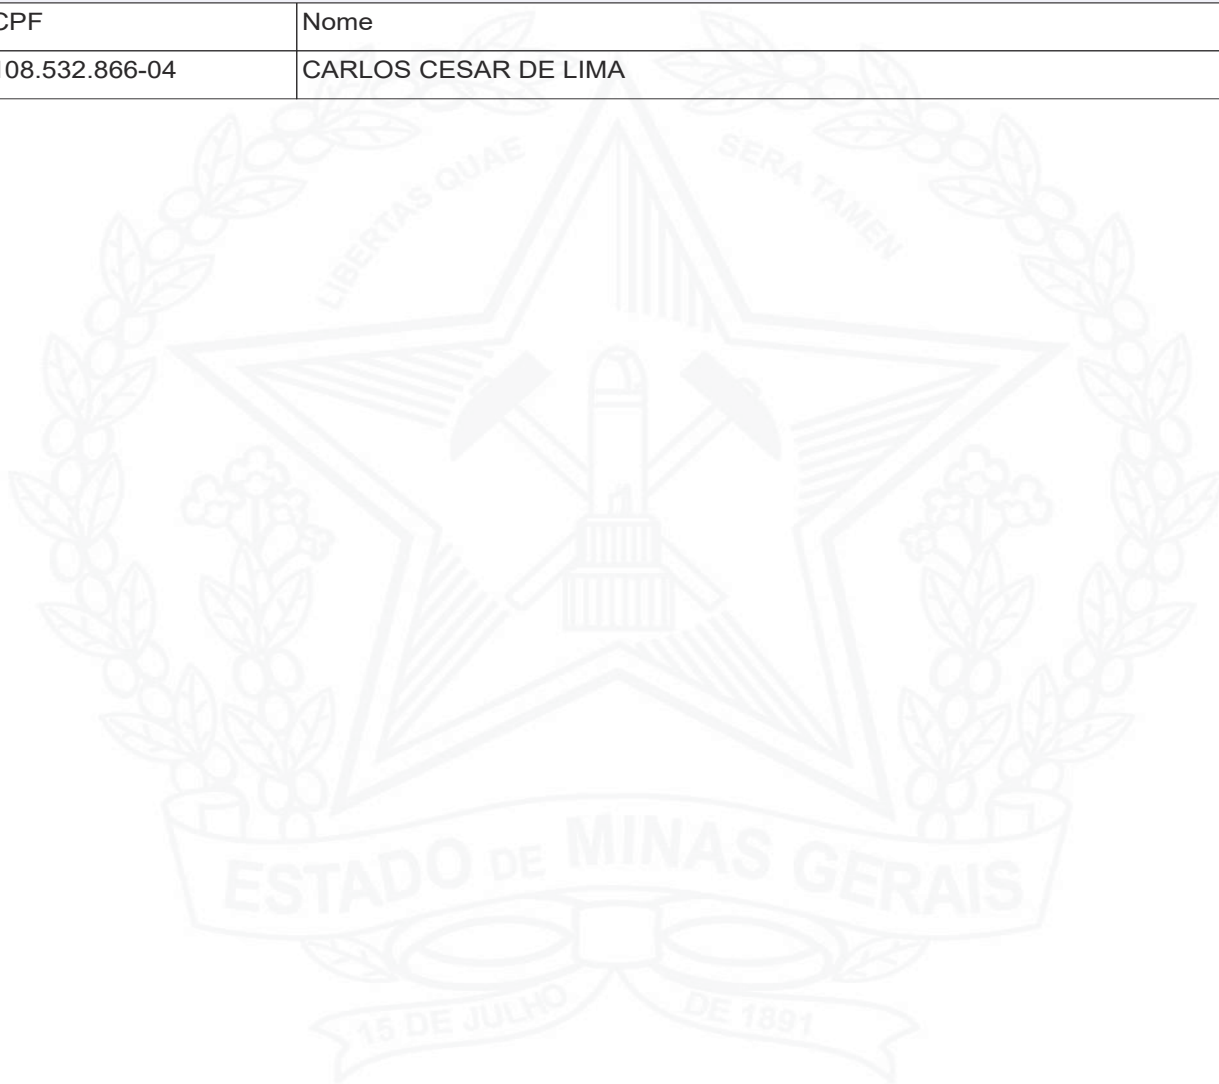 CPF Nome
108.532.866-04 CARLOS CESAR DE LIMA
LIBERTAS QUAE SERA TAMEN
ESTADO DE MINAS GERAIS
15 DE JULHO DE 1891